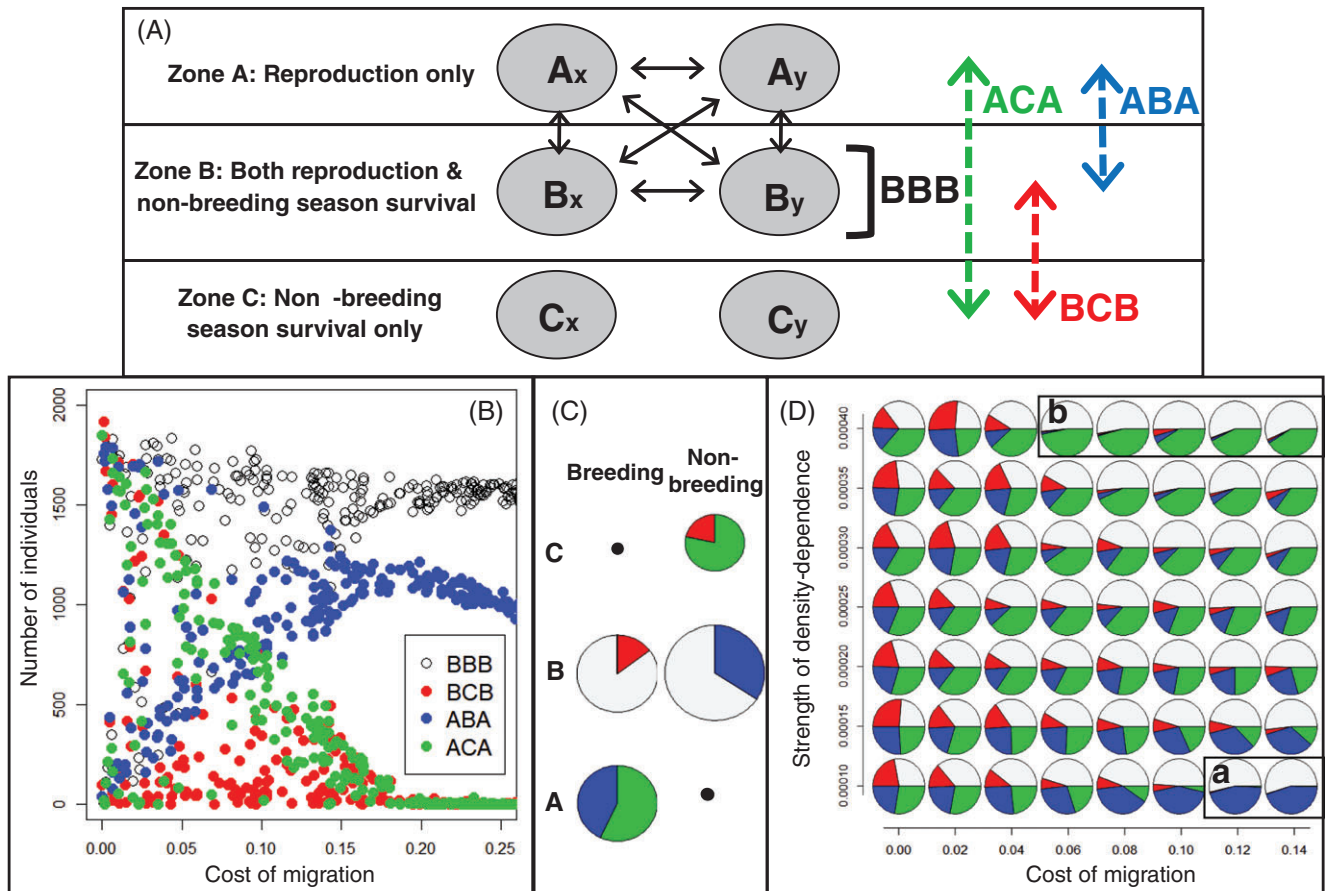 (A)
Zone A: Reproduction only
Ax
Ay
ACA
ABA
Zone B: Both reproduction &
non-breeding season survival
Bx
By
BBB
Zone C: Non -breeding
season survival only
Cx
Cy
BCB
(B)
Number of individuals
2000
1500
1000
500
0
BBB
BCB
ABA
ACA
0.00
0.05
0.10
0.15
0.20
0.25
Cost of migration
(C)
Breeding
Non-
breeding
C
B
A
(D)
Strength of density-dependence
0.00040
0.00035
0.00030
0.00025
0.00020
0.00015
0.00010
b
a
0.00
0.02
0.04
0.06
0.08
0.10
0.12
0.14
Cost of migration